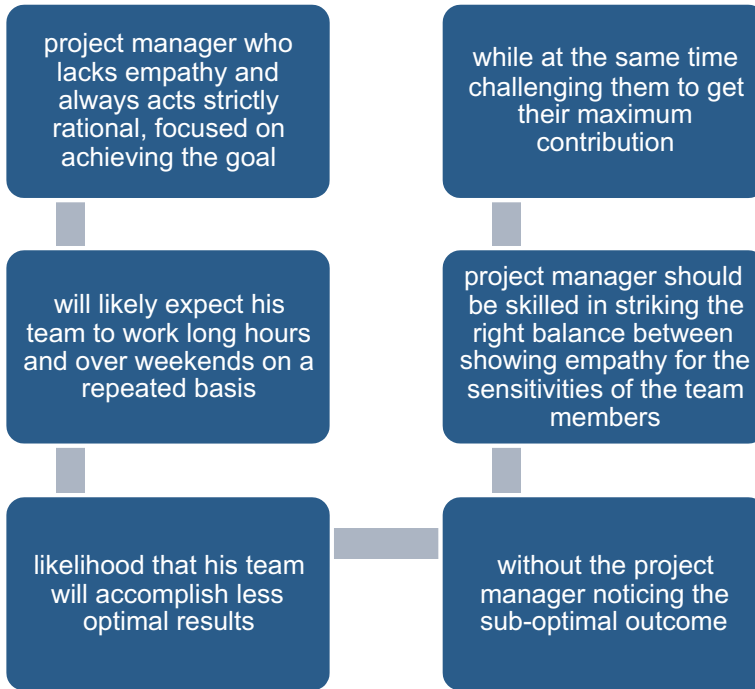 project manager who
lacks empathy and
always acts strictly
rational, focused on
achieving the goal
will likely expect his
team to work long hours
and over weekends on a
repeated basis
likelihood that his team
will accomplish less
optimal results
without the project
manager noticing the
sub-optimal outcome
project manager should
be skilled in striking the
right balance between
showing empathy for the
sensitivities of the team
members
while at the same time
challenging them to get
their maximum
contribution